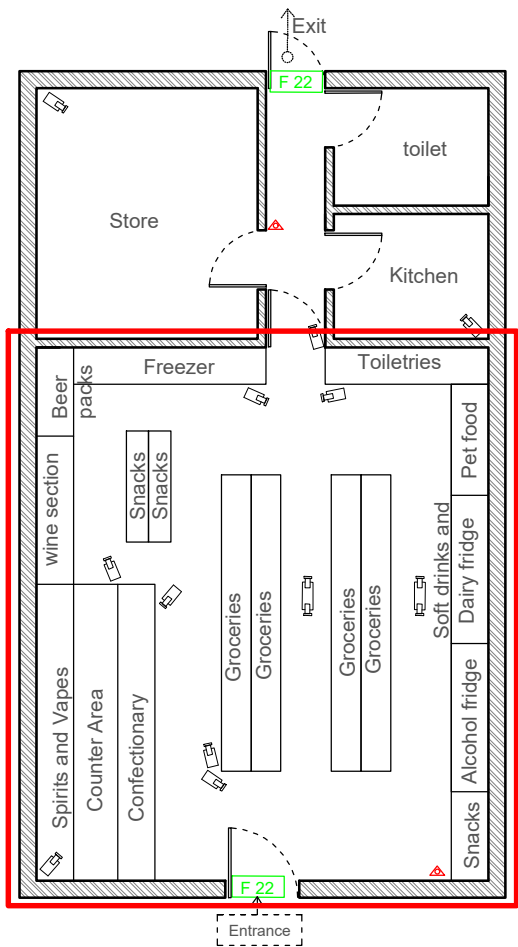 Exit
F 22
toilet
Store
Kitchen
Freezer
Toiletries
Beer
packs
Pet food
Snacks
Snacks
wine section
Soft drinks and
Dairy fridge
Groceries
Groceries
Groceries
Groceries
Spirits and Vapes
Counter Area
Confectionary
Alcohol fridge
Snacks
F 22
Entrance